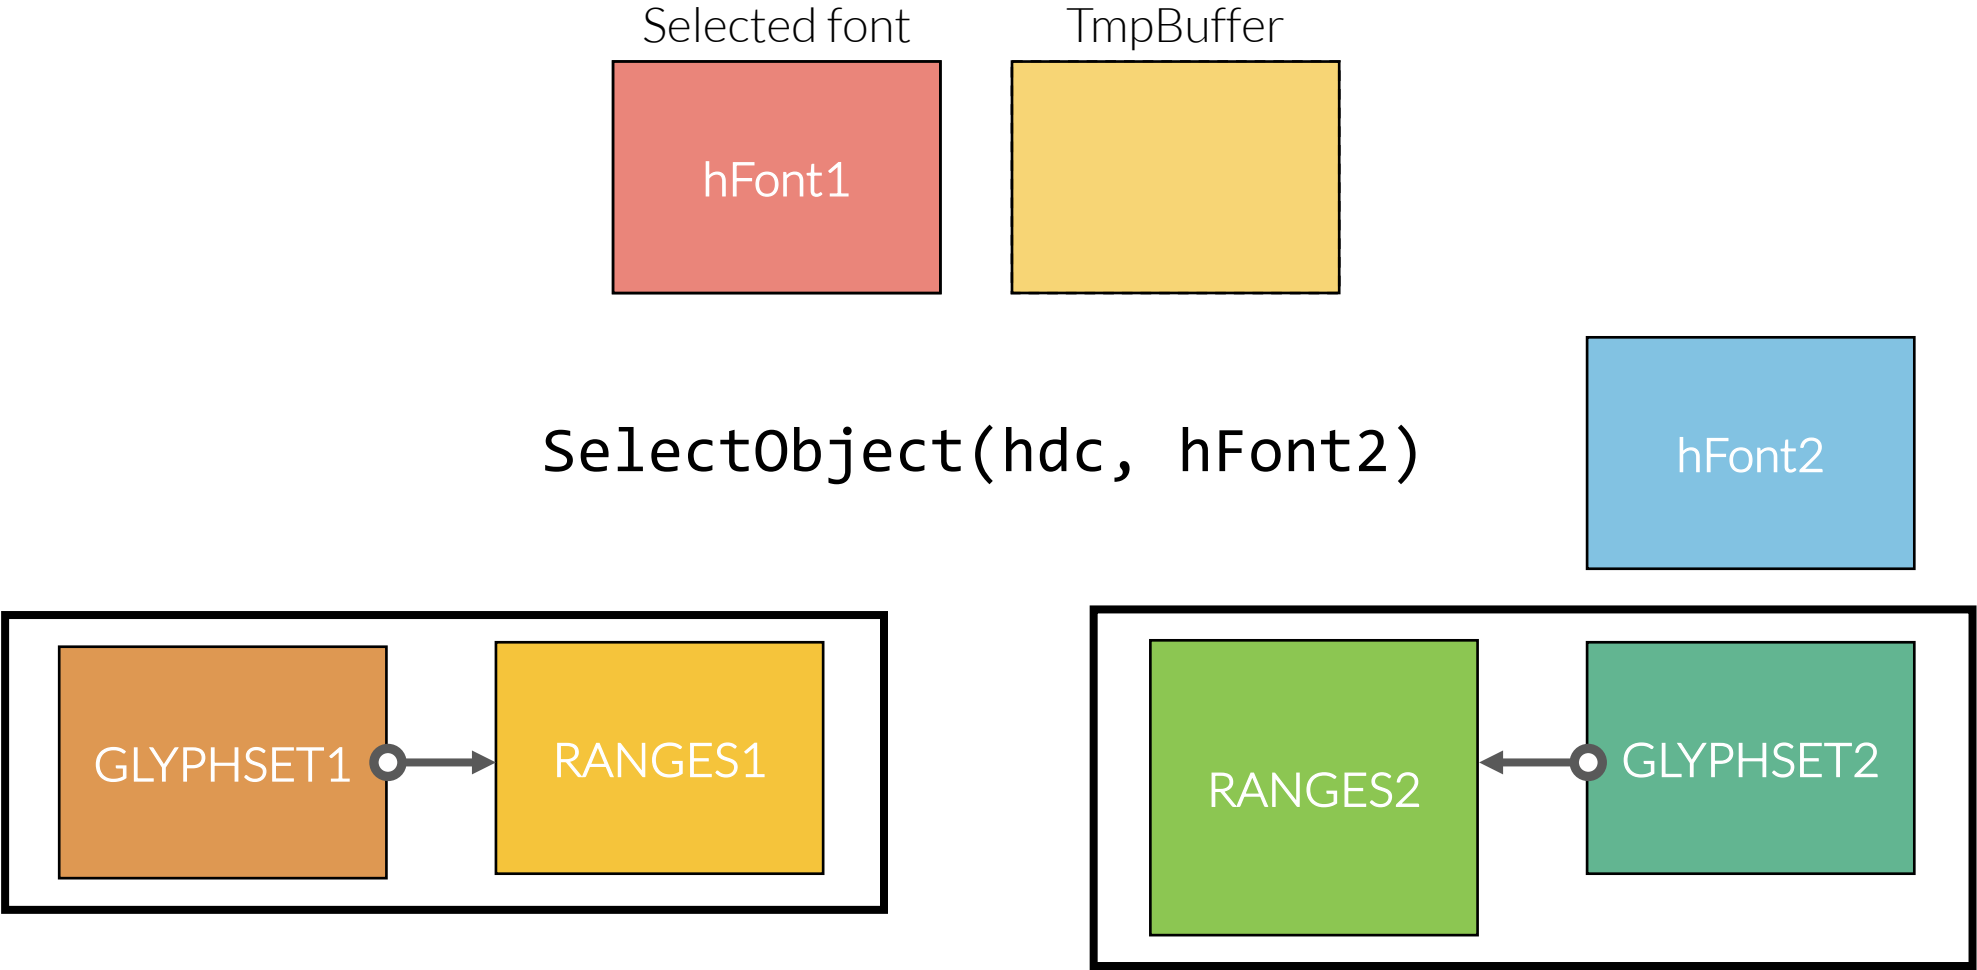 Selected font
TmpBuffer
hFont1
SelectObject(hdc, hFont2)
hFont2
GLYPHSET1
RANGES1
RANGES2
GLYPHSET2